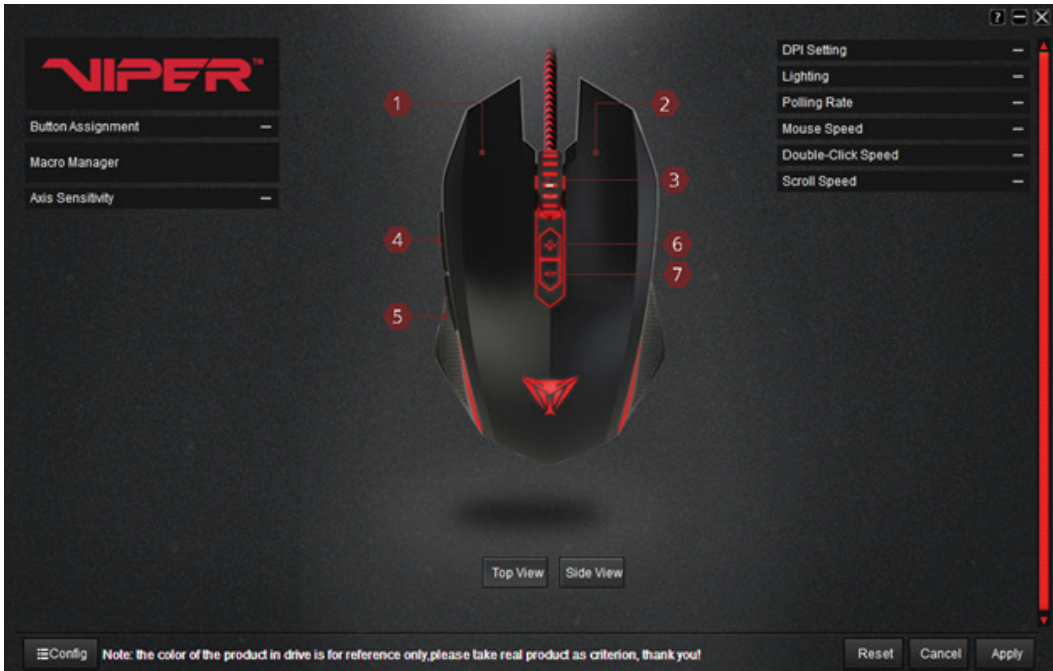 ?
VIPER™
Button Assignment
Macro Manager
Axis Sensitivity
DPI Setting
Lighting
Polling Rate
Mouse Speed
Double-Click Speed
Scroll Speed
1
2
3
4
5
6
7
Top View
Side View
Config
Note: the color of the product in drive is for reference only,please take real product as criterion, thank you!
Reset
Cancel
Apply